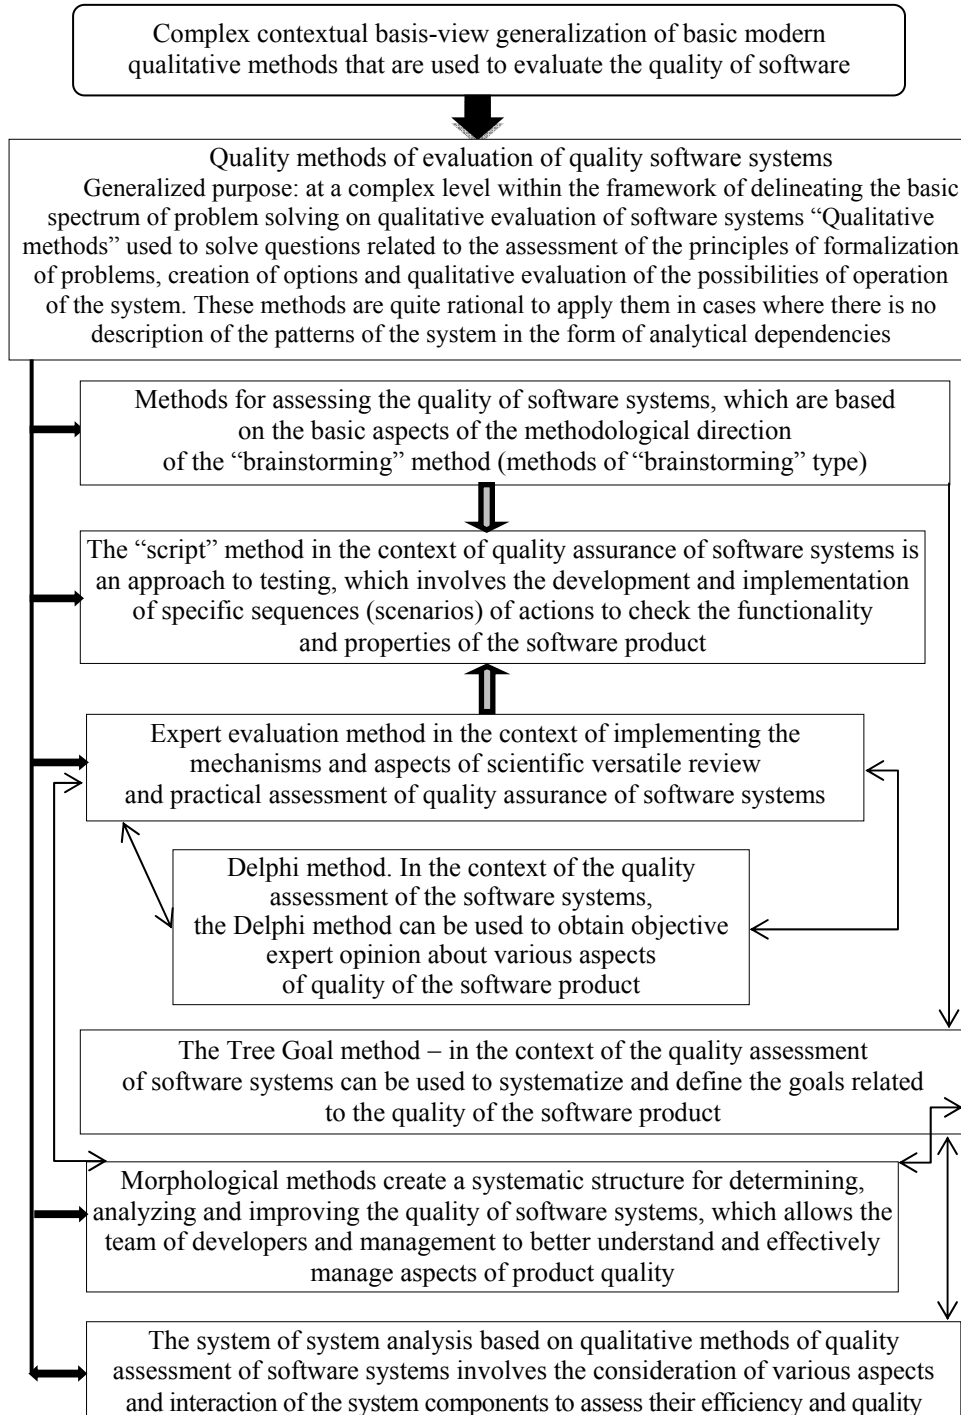 Complex contextual basis-view generalization of basic modern
qualitative methods that are used to evaluate the quality of software
Quality methods of evaluation of quality software systems
Generalized purpose: at a complex level within the framework of delineating the basic
spectrum of problem solving on qualitative evaluation of software systems “Qualitative
methods” used to solve questions related to the assessment of the principles of formalization
of problems, creation of options and qualitative evaluation of the possibilities of operation
of the system. These methods are quite rational to apply them in cases where there is no
description of the patterns of the system in the form of analytical dependencies
Methods for assessing the quality of software systems, which are based
on the basic aspects of the methodological direction
of the “brainstorming” method (methods of “brainstorming” type)
The “script” method in the context of quality assurance of software systems is
an approach to testing, which involves the development and implementation
of specific sequences (scenarios) of actions to check the functionality
and properties of the software product
Expert evaluation method in the context of implementing the
mechanisms and aspects of scientific versatile review
and practical assessment of quality assurance of software systems
Delphi method. In the context of the quality
assessment of the software systems,
the Delphi method can be used to obtain objective
expert opinion about various aspects
of quality of the software product
The Tree Goal method – in the context of the quality assessment
of software systems can be used to systematize and define the goals related
to the quality of the software product
Morphological methods create a systematic structure for determining,
analyzing and improving the quality of software systems, which allows the
team of developers and management to better understand and effectively
manage aspects of product quality
The system of system analysis based on qualitative methods of quality
assessment of software systems involves the consideration of various aspects
and interaction of the system components to assess their efficiency and quality